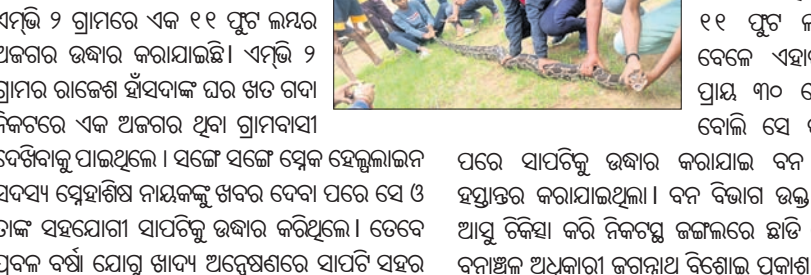 ଏମ୍‌ଭି ୨ ଗ୍ରାମରେ ଏକ ୧୧ ଫୁଟ ଲମ୍ବର
ଅଜଗର ଉଦ୍ଧାର କରାଯାଇଛି। ଏମ୍‌ଭି ୨
ଗ୍ରାମର ରାଜେଶ ହାଁସଦାଙ୍କ ଘର ଖତ ଗଦା
ନିକଟରେ ଏକ ଅଜଗର ଥିବା ଗ୍ରାମବାସୀ
ଦେଖିବାକୁ ପାଇଥିଲେ । ସଙ୍ଗେ ସଙ୍ଗେ ସ୍ନେକ ହେଲ୍ପଲାଇନ
ସଦସ୍ୟ ସ୍ନେହାଶିଷ ନାୟକଙ୍କୁ ଖବର ଦେବା ପରେ ସେ ଓ
ତାଙ୍କ ସହଯୋଗୀ ସାପଟିକୁ ଉଦ୍ଧାର କରିଥିଲେ। ତେବେ
ପ୍ରବଳ ବର୍ଷା ଯୋଗୁ ଖାଦ୍ୟ ଅନ୍ୱେଷଣରେ ସାପଟି ସହର
୧୧ ଫୁଟ
ବେଳେ
ପ୍ରାୟ ୩୦
ବୋଲି ସେ
ପରେ ସାପଟିକୁ ଉଦ୍ଧାର କରାଯାଇ ବନ
ହସ୍ତାନ୍ତର କରାଯାଇଥିଲା। ବନ ବିଭାଗ ଉକ୍ତ
ଆସୁ ଚିକିତ୍ସା କରି ନିକଟସ୍ଥ ଜଙ୍ଗଲରେ ଛାଡି
ବନାଞ୍ଚଳ ଅଧିକାରୀ ଜଗନ୍ନାଥ ବିଶୋଇ